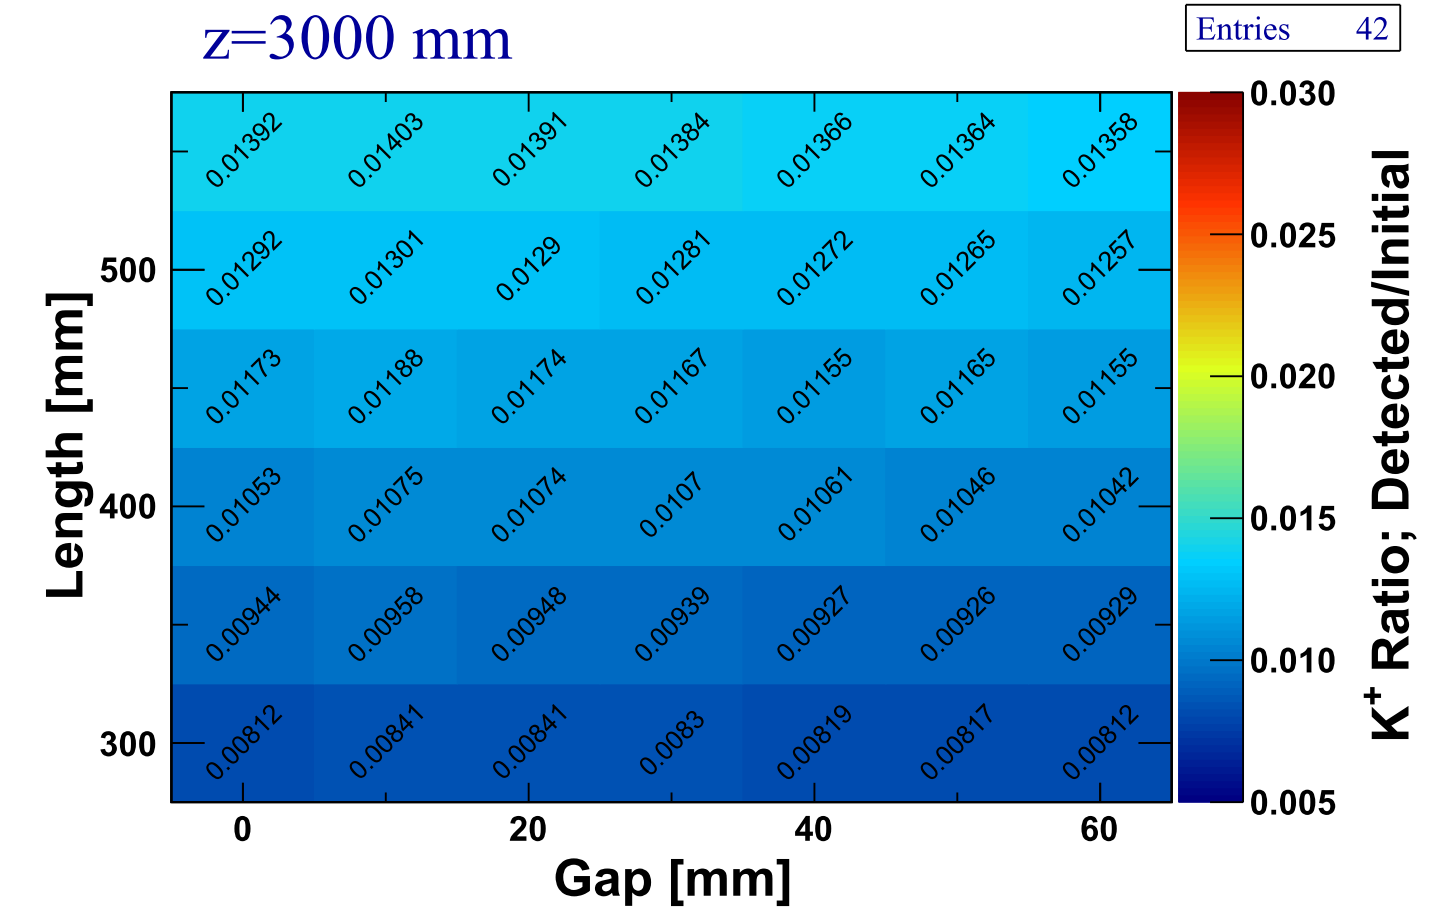 z=3000 mm
Entries 42
0.01392 0.01403 0.01391 0.01384 0.01366 0.01364 0.01358
0.01292 0.01301 0.0129 0.01281 0.01272 0.01265 0.01257
0.01173 0.01188 0.01174 0.01167 0.01155 0.01165 0.01155
0.01053 0.01075 0.01074 0.0107 0.01061 0.01046 0.01042
0.00944 0.00958 0.00948 0.00939 0.00927 0.00926 0.00929
0.00812 0.00841 0.00841 0.0083 0.00819 0.00817 0.00812
500
400
300
Length [mm]
0 20 40 60
Gap [mm]
0.030
0.025
0.020
0.015
0.010
0.005
K⁺ Ratio; Detected/Initial